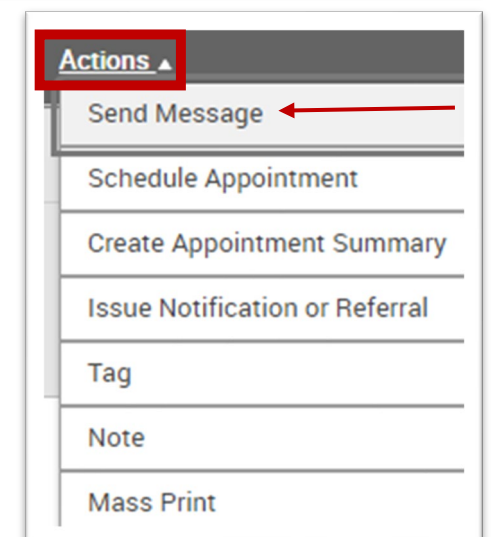 Actions ▲
Send Message
Schedule Appointment
Create Appointment Summary
Issue Notification or Referral
Tag
Note
Mass Print